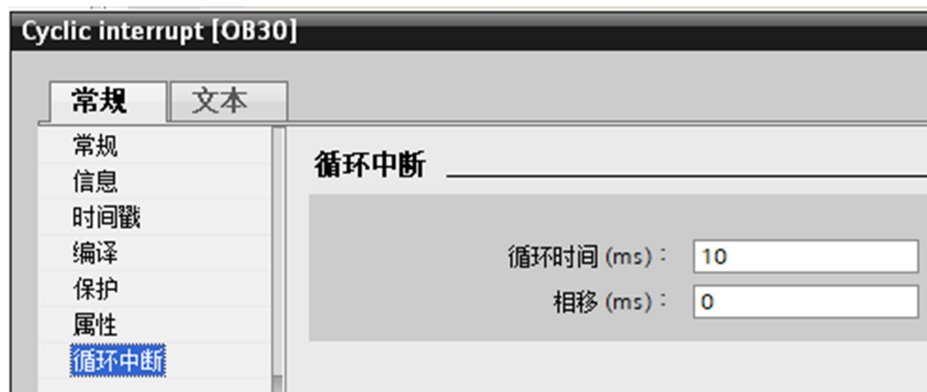 Cyclic interrupt [OB30]
常规 文本
常规
信息
时间戳
编译
保护
属性
循环中断
循环中断
循环时间 (ms)： 10
相移 (ms)： 0